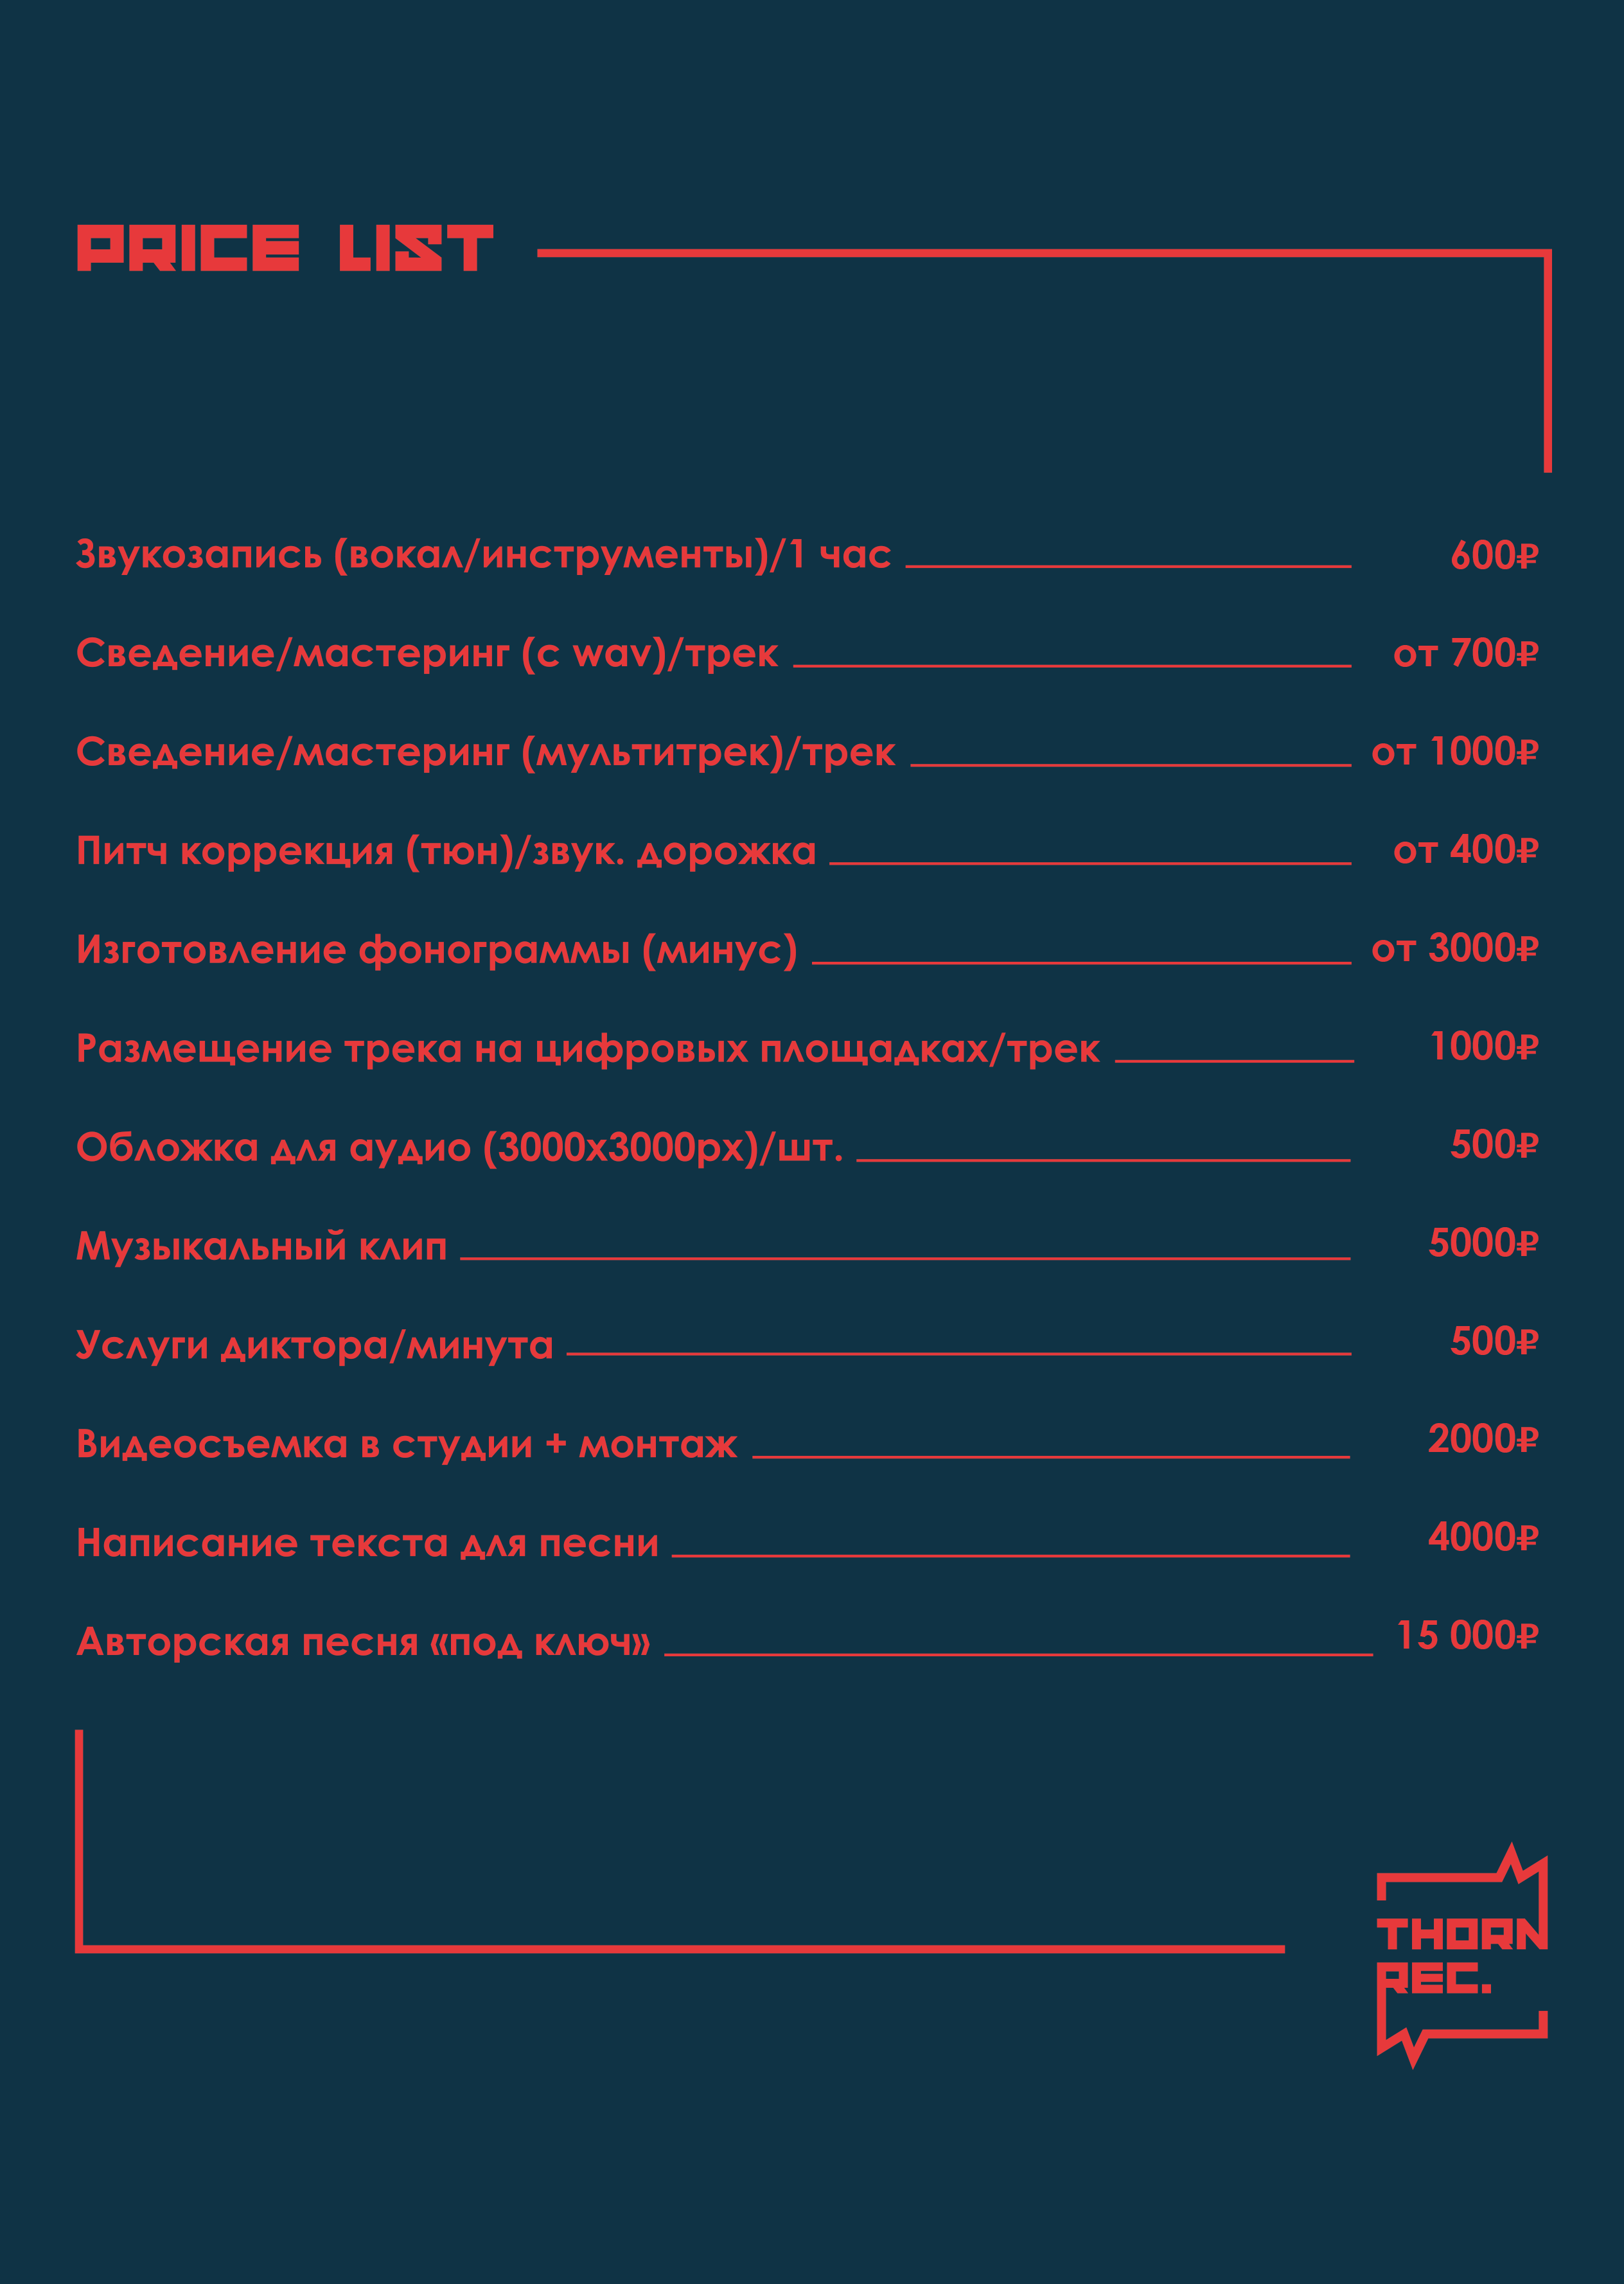 PRICE LIST
Звукозапись (вокал/инструменты)/1 час 600₽
Сведение/мастеринг (с wav)/трек от 700₽
Сведение/мастеринг (мультитрек)/трек от 1000₽
Питч коррекция (тюн)/звук. дорожка от 400₽
Изготовление фонограммы (минус) от 3000₽
Размещение трека на цифровых площадках/трек 1000₽
Обложка для аудио (3000х3000px)/шт. 500₽
Музыкальный клип 5000₽
Услуги диктора/минута 500₽
Видеосъемка в студии + монтаж 2000₽
Написание текста для песни 4000₽
Авторская песня «под ключ» 15 000₽
THORN
REC.